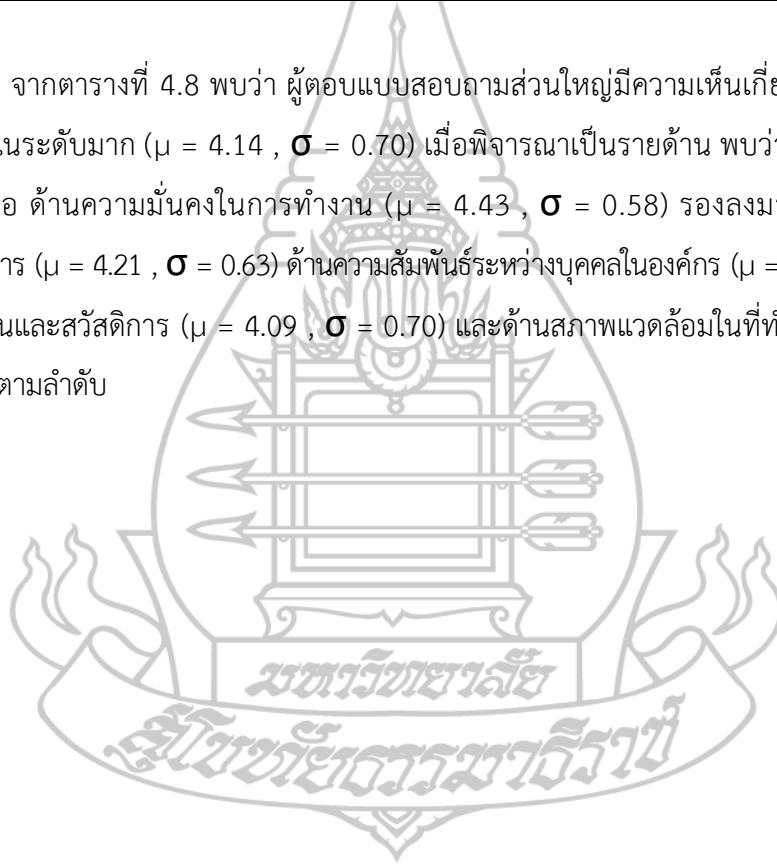 จากตารางที่ 4.8 พบว่า ผู้ตอบแบบสอบถามส่วนใหญ่มีความเห็นเกี่ย
นระดับมาก (μ = 4.14 , σ = 0.70) เมื่อพิจารณาเป็นรายด้าน พบว่า
อ ด้านความมั่นคงในการทำงาน (μ = 4.43 , σ = 0.58) รองลงมา
าร (μ = 4.21 , σ = 0.63) ด้านความสัมพันธ์ระหว่างบุคคลในองค์กร (μ =
นและสวัสดิการ (μ = 4.09 , σ = 0.70) และด้านสภาพแวดล้อมในที่ทำ
ตามลำดับ
มหาวิทยาลัย
สุโขทัยธรรมาธิราช